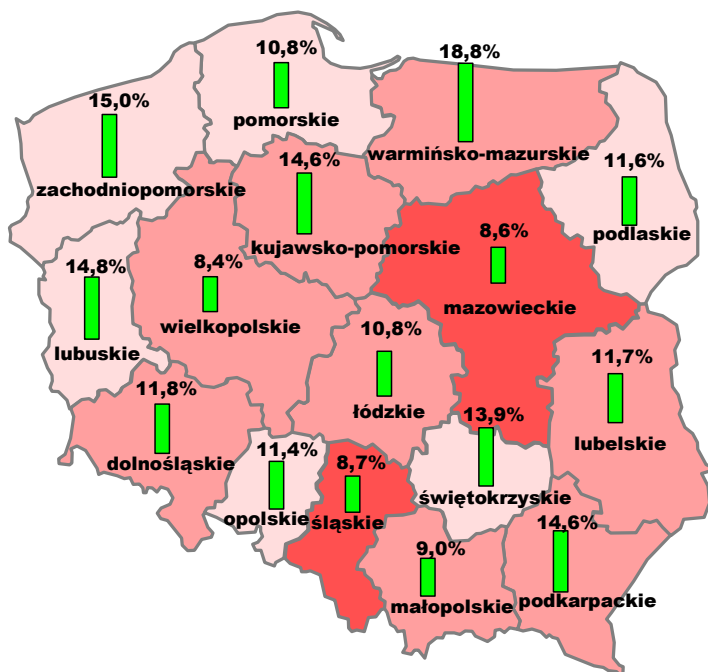 10,8%
pomorskie
18,8%
warmińsko-mazurskie
15,0%
zachodniopomorskie
14,6%
kujawsko-pomorskie
11,6%
podlaskie
8,6%
mazowieckie
14,8%
lubuskie
8,4%
wielkopolskie
10,8%
łódzkie
11,7%
lubelskie
11,8%
dolnośląskie
11,4%
opolskie
8,7%
śląskie
13,9%
świętokrzyskie
9,0%
małopolskie
14,6%
podkarpackie